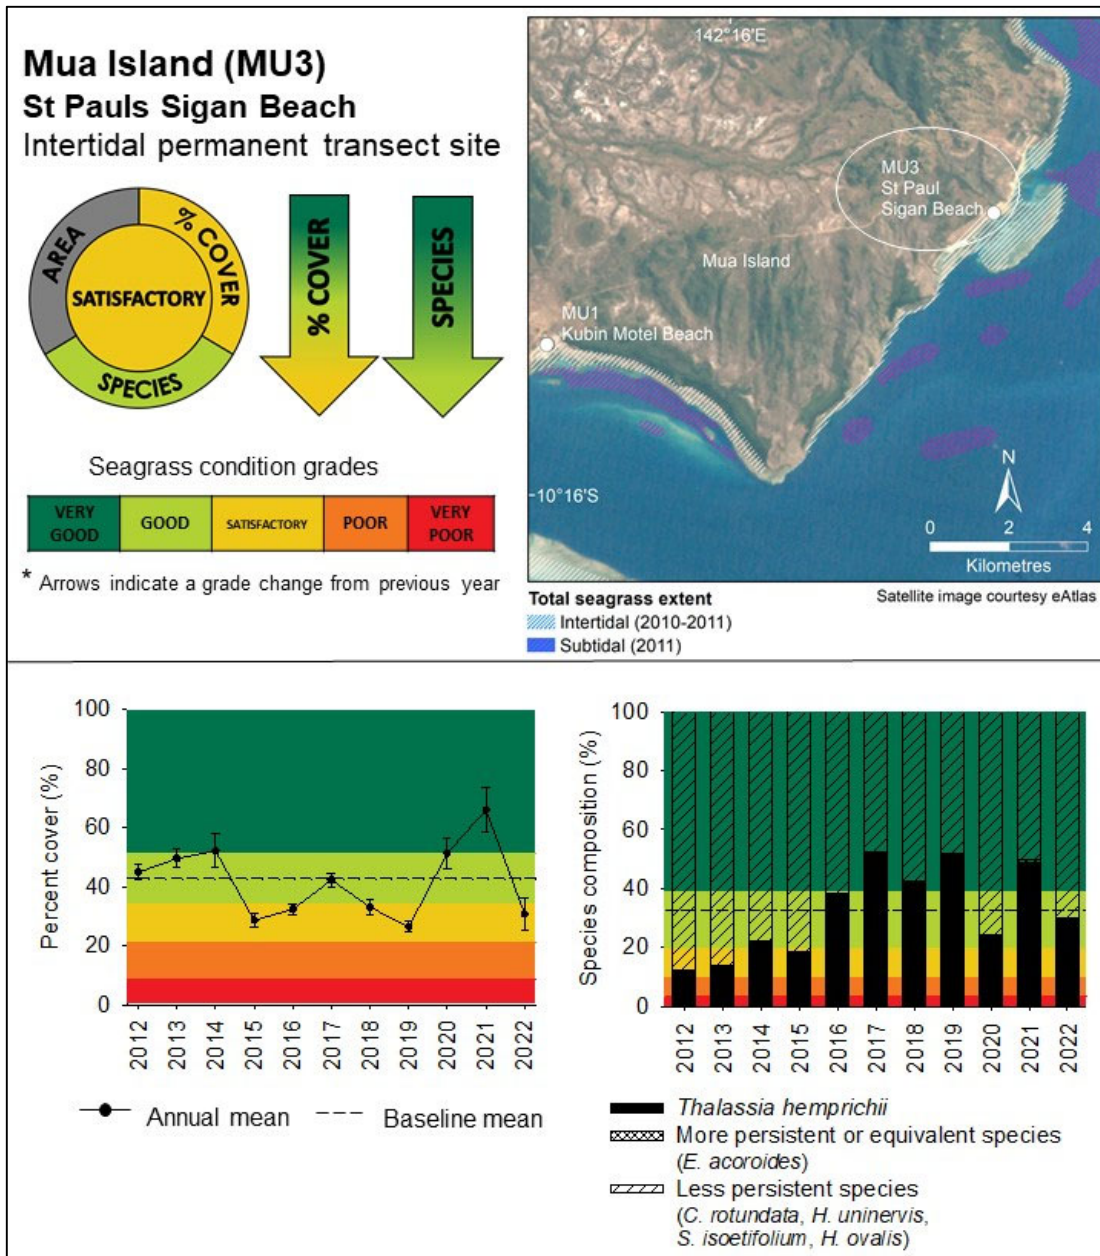 Mua Island (MU3)
St Pauls Sigan Beach
Intertidal permanent transect site
AREA
% COVER
SATISFACTORY
SPECIES
% COVER
SPECIES
Seagrass condition grades
VERY GOOD
GOOD
SATISFACTORY
POOR
VERY POOR
* Arrows indicate a grade change from previous year
142°16'E
MU3
St Paul
Sigan Beach
Mua Island
MU1
Kubin Motel Beach
10°16'S
N
0 2 4
Kilometres
Total seagrass extent
Satellite image courtesy eAtlas
Intertidal (2010-2011)
Subtidal (2011)
Percent cover (%)
100
80
60
40
20
0
2012 2013 2014 2015 2016 2017 2018 2019 2020 2021 2022
Annual mean
Baseline mean
Species composition (%)
100
80
60
40
20
0
2012 2013 2014 2015 2016 2017 2018 2019 2020 2021 2022
Thalassia hemprichii
More persistent or equivalent species
(E. acoroides)
Less persistent species
(C. rotundata, H. uninervis,
S. isoetifolium, H. ovalis)